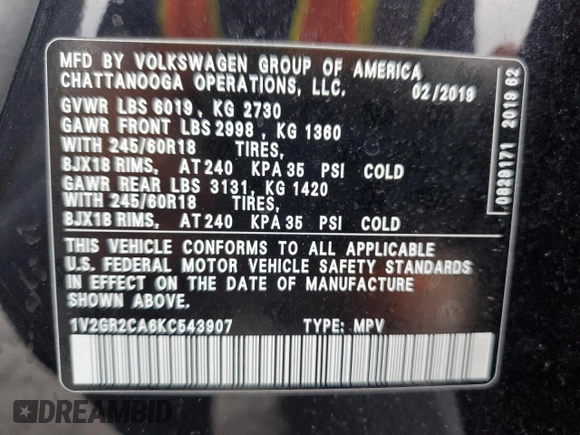 MFD BY VOLKSWAGEN GROUP OF AMERICA
CHATTANOOGA OPERATIONS, LLC. 02/2019
GVWR LBS 6019, KG 2730
GAWR FRONT LBS 2998, KG 1360
WITH 245/60R18 TIRES,
8JX18 RIMS, AT 240 KPA 35 PSI COLD
GAWR REAR LBS 3131, KG 1420
WITH 245/60R18 TIRES,
8JX18 RIMS, AT 240 KPA 35 PSI COLD
THIS VEHICLE CONFORMS TO ALL APPLICABLE
U.S. FEDERAL MOTOR VEHICLE SAFETY STANDARDS
IN EFFECT ON THE DATE OF MANUFACTURE
SHOWN ABOVE.
1V2GR2CA6KC543907 TYPE: MPV
0829171 2019 62
DREAMBID